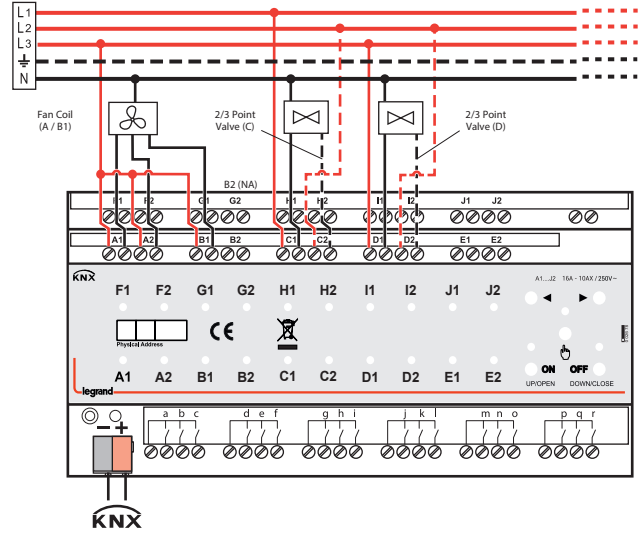 L1
L2
L3
N
Fan Coil
(A / B1)
2/3 Point
Valve (C)
2/3 Point
Valve (D)
B2 (NA)
F1 F2 G1 G2 H1 H2 I1 I2 J1 J2
A1 A2 B1 B2 C1 C2 D1 D2 E1 E2
KNX
A1....J2 16A - 10AX / 250V~
F1 F2 G1 G2 H1 H2 I1 I2 J1 J2
CE
Physical Address
A1 A2 B1 B2 C1 C2 D1 D2 E1 E2
ON OFF
UP/OPEN DOWN/CLOSE
legrand
a b c d e f g h i j k l m n o p q r
− +
KNX